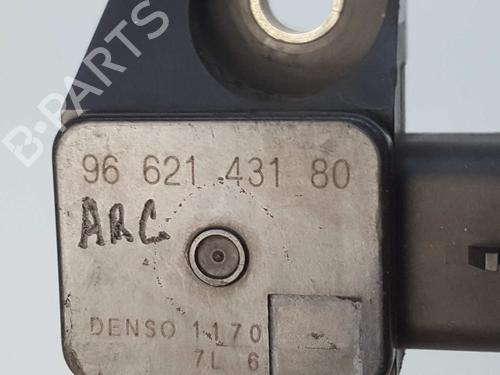 B-PARTS
96 621 431 80
ARC
DENSO 1170
7L 6